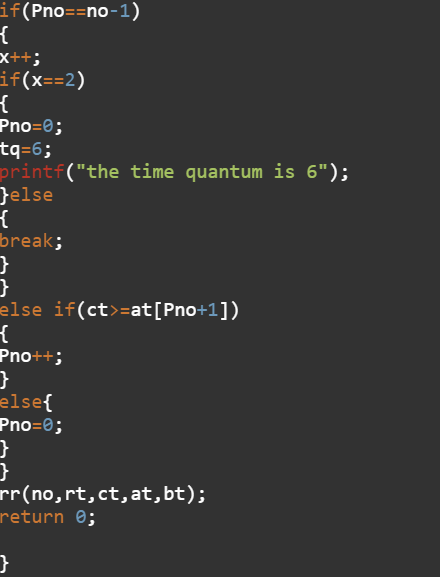 if(Pno==no-1)
{
x++;
if(x==2)
{
Pno=0;
tq=6;
printf("the time quantum is 6");
}else
{
break;
}
}
else if(ct>=at[Pno+1])
{
Pno++;
}
else{
Pno=0;
}
}
rr(no,rt,ct,at,bt);
return 0;
}